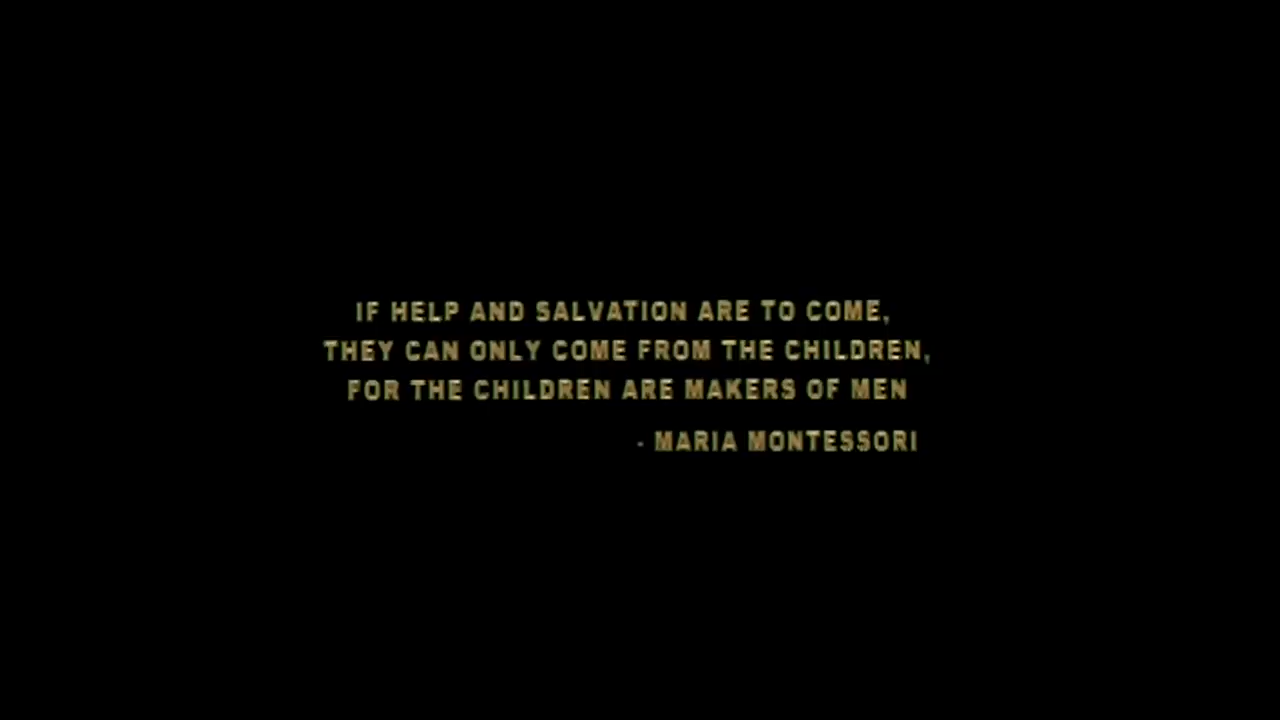 IF HELP AND SALVATION ARE TO COME,
THEY CAN ONLY COME FROM THE CHILDREN,
FOR THE CHILDREN ARE MAKERS OF MEN
- MARIA MONTESSORI